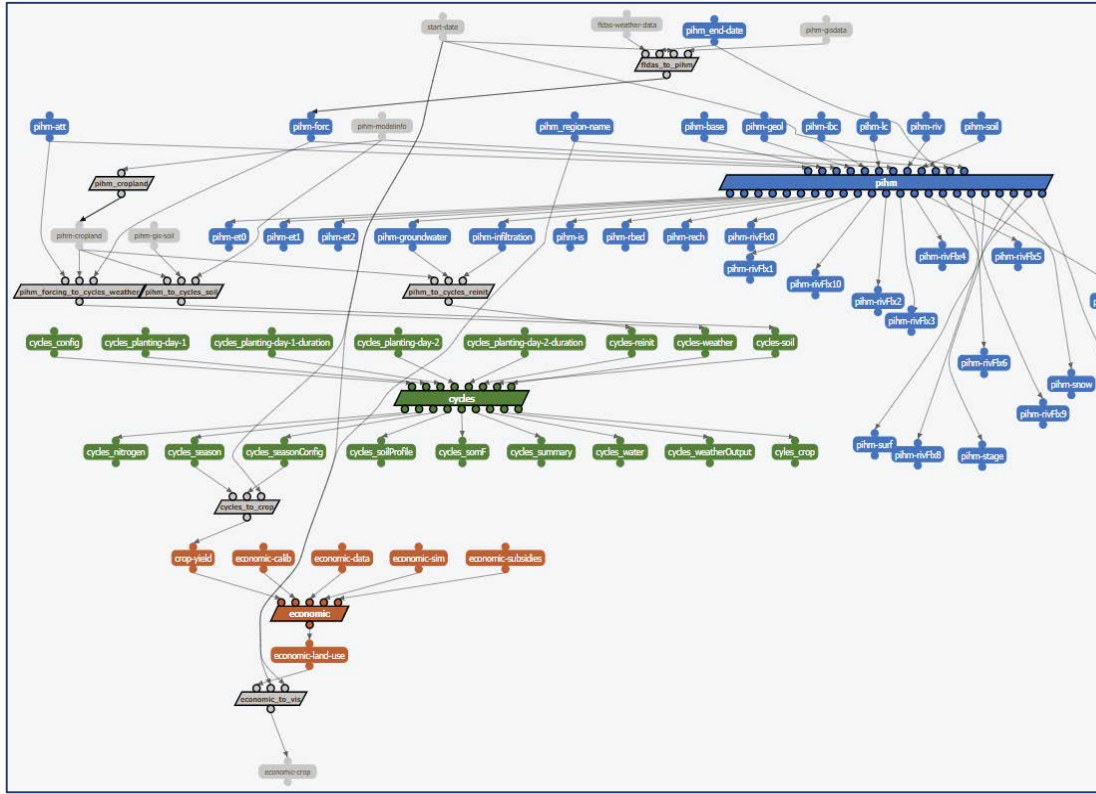 start-date
fldas-weather-data
pihm_end-date
pihm-gisdata
fldas_to_pihm
pihm-att
pihm-forc
pihm-modelinfo
pihm_region-name
pihm-base
pihm-geol
pihm-ibc
pihm-lc
pihm-riv
pihm-soil
pihm_cropland
pihm
pihm-cropland
pihm-gis-soil
pihm-et0
pihm-et1
pihm-et2
pihm-groundwater
pihm-infiltration
pihm-is
pihm-rbed
pihm-rech
pihm-rivFlx0
pihm-rivFlx4
pihm-rivFlx5
pihm-rivFlx1
pihm-rivFlx10
pihm_forcing_to_cycles_weather
pihm_to_cycles_soil
pihm_to_cycles_reinit
pihm-rivFlx2
pihm-rivFlx3
cycles_config
cycles_planting-day-1
cycles_planting-day-1-duration
cycles_planting-day-2
cycles_planting-day-2-duration
cycles-reinit
cycles-weather
cycles-soil
pihm-rivFlx6
pihm-snow
cycles
pihm-rivFlx9
cycles_nitrogen
cycles_season
cycles_seasonConfig
cycles_soilProfile
cycles_somF
cycles_summary
cycles_water
cycles_weatherOutput
cyles_crop
pihm-surf
pihm-rivFlx8
pihm-stage
cycles_to_crop
crop-yield
economic-calib
economic-data
economic-sim
economic-subsidies
economic
economic-land-use
economic_to_vis
economic-crop